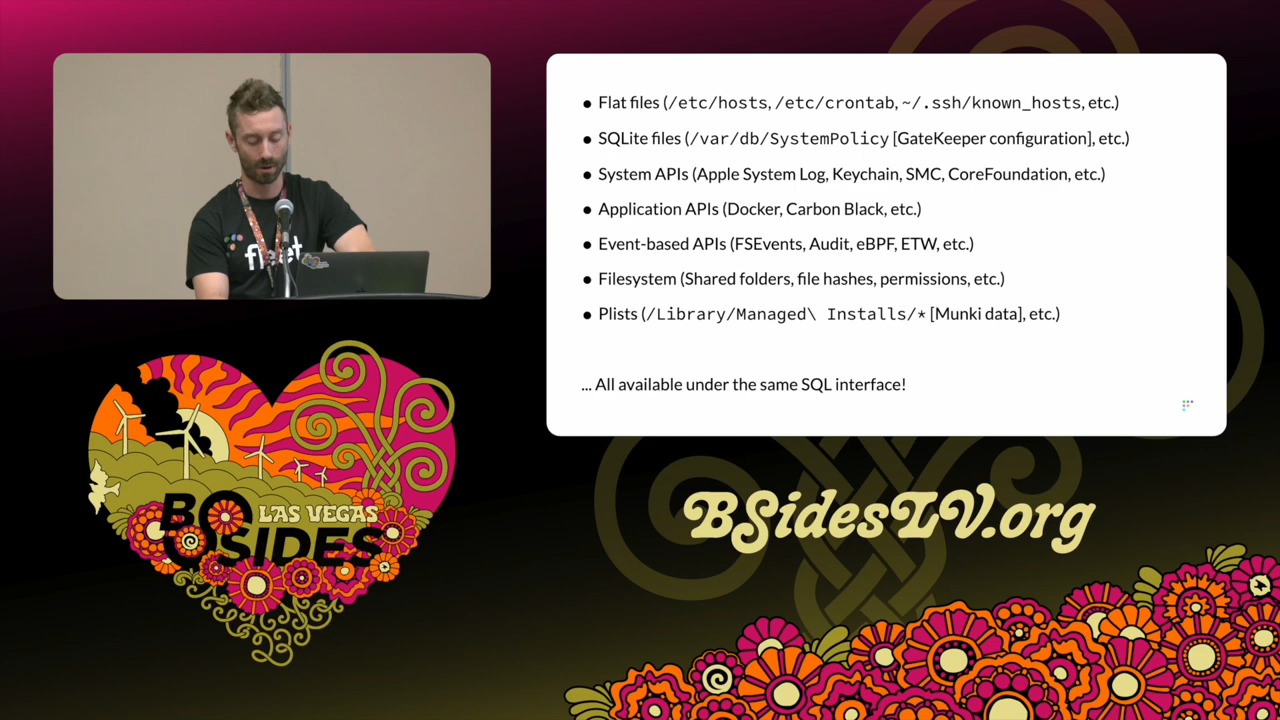 fleet
● Flat files (/etc/hosts, /etc/crontab, ~/.ssh/known_hosts, etc.)
● SQLite files (/var/db/SystemPolicy [GateKeeper configuration], etc.)
● System APIs (Apple System Log, Keychain, SMC, CoreFoundation, etc.)
● Application APIs (Docker, Carbon Black, etc.)
● Event-based APIs (FSEvents, Audit, eBPF, ETW, etc.)
● Filesystem (Shared folders, file hashes, permissions, etc.)
● Plists (/Library/Managed\ Installs/* [Munki data], etc.)
... All available under the same SQL interface!
LAS VEGAS
BSIDES
23
BSidesLV.org